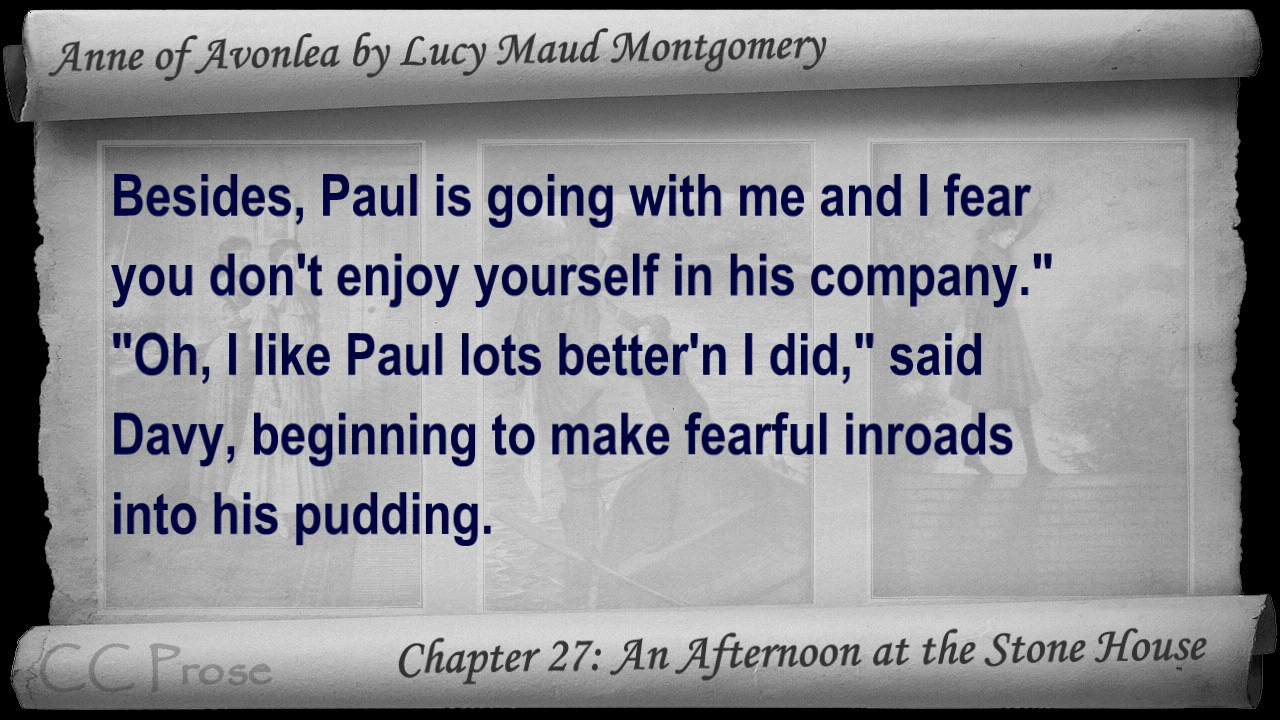 Anne of Avonlea by Lucy Maud Montgomery
Besides, Paul is going with me and I fear
you don't enjoy yourself in his company."
"Oh, I like Paul lots better'n I did," said
Davy, beginning to make fearful inroads
into his pudding.
CC Prose
Chapter 27: An Afternoon at the Stone House